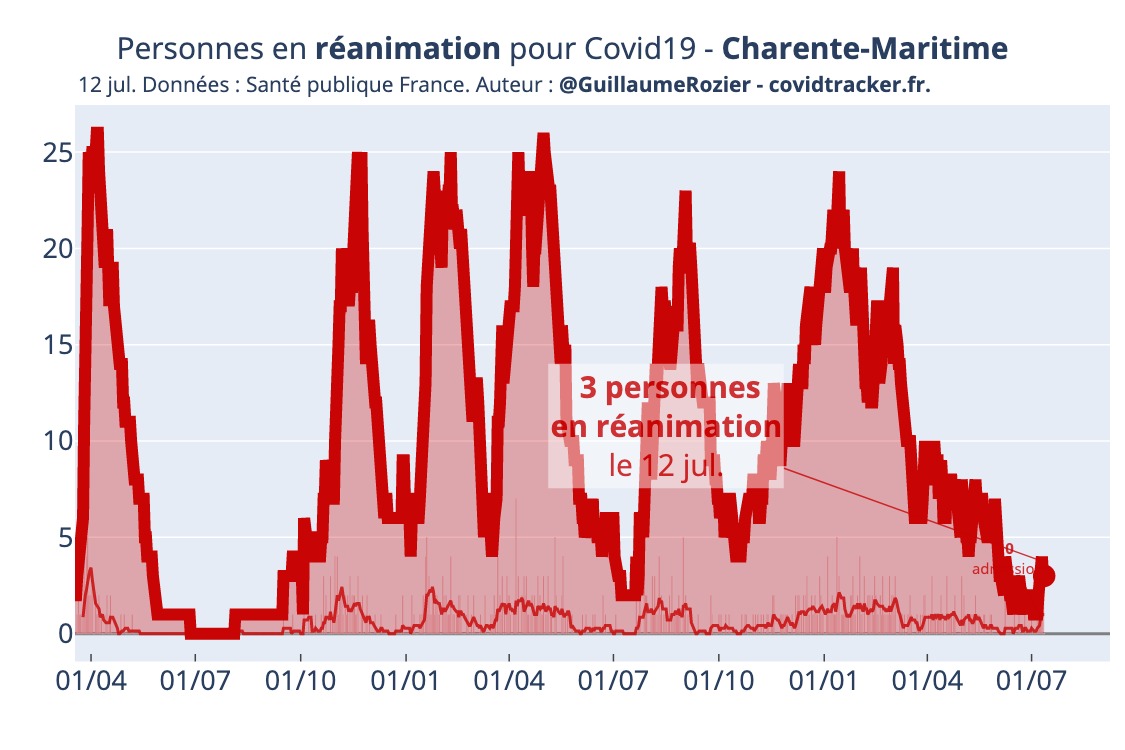 Personnes en réanimation pour Covid19 - Charente-Maritime
12 jul. Données : Santé publique France. Auteur : @GuillaumeRozier - covidtracker.fr.
25
20
15
10
5
0
3 personnes
en réanimation
le 12 jul.
0
01/04 01/07 01/10 01/01 01/04 01/07 01/10 01/01 01/04 01/07